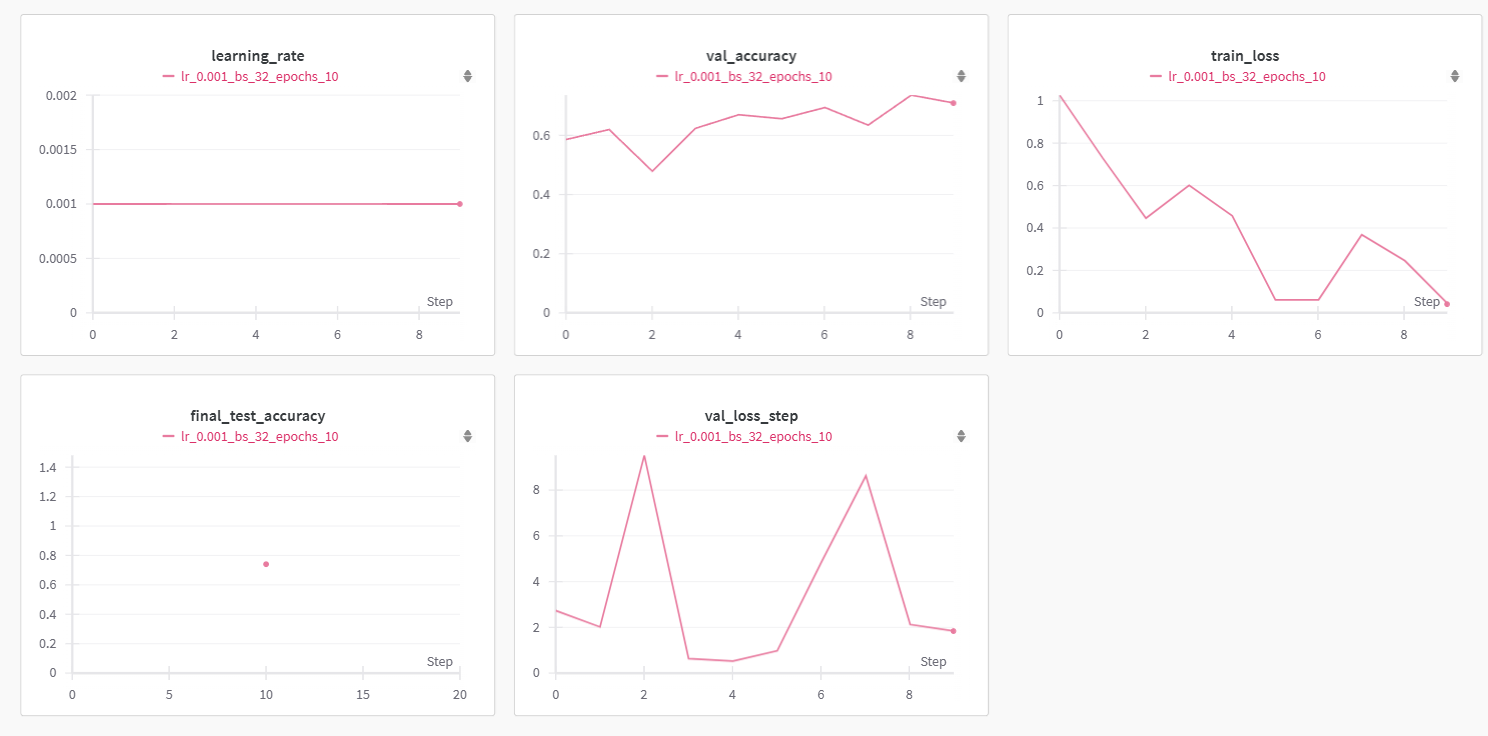 learning_rate
lr_0.001_bs_32_epochs_10
0.002
0.0015
0.001
0.0005
0
Step
0 2 4 6 8
val_accuracy
lr_0.001_bs_32_epochs_10
0.6
0.4
0.2
0
Step
0 2 4 6 8
train_loss
lr_0.001_bs_32_epochs_10
1
0.8
0.6
0.4
0.2
0
Step
0 2 4 6 8
final_test_accuracy
lr_0.001_bs_32_epochs_10
1.4
1.2
1
0.8
0.6
0.4
0.2
0
Step
0 5 10 15 20
val_loss_step
lr_0.001_bs_32_epochs_10
8
6
4
2
0
Step
0 2 4 6 8